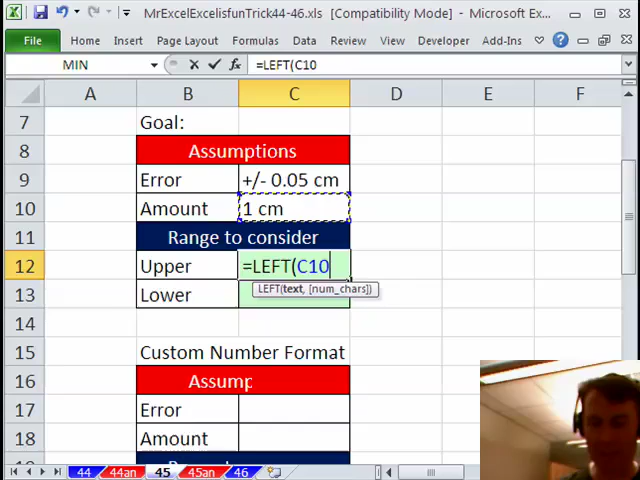 MrExcelExcelisfunTrick44-46.xls [Compatibility Mode] - Microsoft Ex...
File Home Insert Page Layout Formulas Data Review View Developer Add-Ins
MIN =LEFT(C10
A B C D E F
7 Goal:
8 Assumptions
9 Error +/- 0.05 cm
10 Amount 1 cm
11 Range to consider
12 Upper =LEFT(C10
LEFT(text, [num_chars])
13 Lower
14
15 Custom Number Format
16 Assump
17 Error
18 Amount
44 44an 45 45an 46